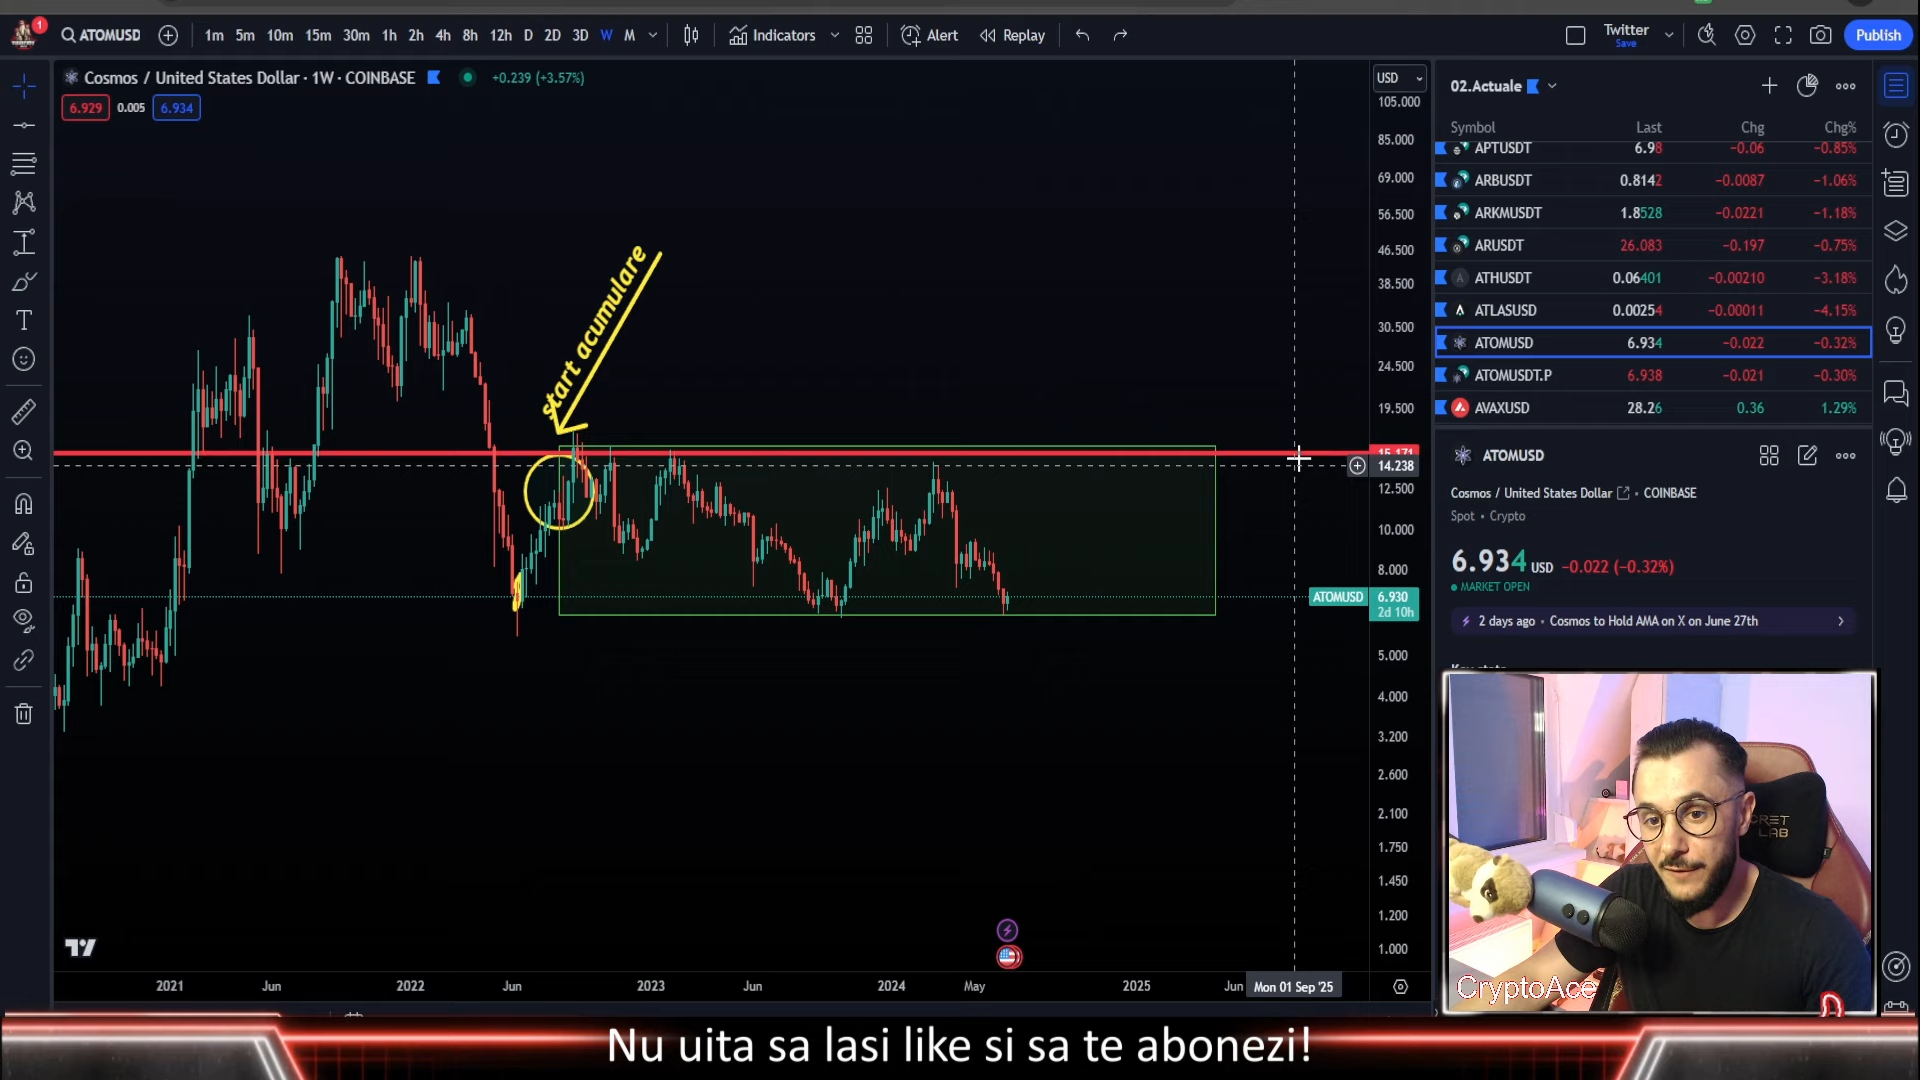 1
ATOMUSD
1m 5m 10m 15m 30m 1h 2h 4h 8h 12h D 2D 3D W M
Indicators
Alert
Replay
Twitter
Save
Publish
Cosmos / United States Dollar · 1W · COINBASE
+0.239 (+3.57%)
6.929 0.005 6.934
USD
105.000
85.000
69.000
56.500
46.500
38.500
30.500
24.500
19.500
14.238
12.500
10.000
8.000
ATOMUSD 6.930
2d 10h
5.000
4.000
3.200
2.600
2.100
1.750
1.450
1.200
1.000
start acumulare
2021 Jun 2022 Jun 2023 Jun 2024 May 2025 Jun Mon 01 Sep '25
02.Actuale
Symbol Last Chg Chg%
APTUSDT 6.98 −0.06 −0.85%
ARBUSDT 0.8142 −0.0087 −1.06%
ARKMUSDT 1.8528 −0.0221 −1.18%
ARUSDT 26.083 −0.197 −0.75%
ATHUSDT 0.06401 −0.00210 −3.18%
ATLASUSD 0.00254 −0.00011 −4.15%
ATOMUSD 6.934 −0.022 −0.32%
ATOMUSDT.P 6.938 −0.021 −0.30%
AVAXUSD 28.26 0.36 1.29%
ATOMUSD
Cosmos / United States Dollar • COINBASE
Spot • Crypto
6.934 USD −0.022 (−0.32%)
MARKET OPEN
2 days ago • Cosmos to Hold AMA on X on June 27th
CRET
LAB
CryptoAce
Nu uita sa lasi like si sa te abonezi!